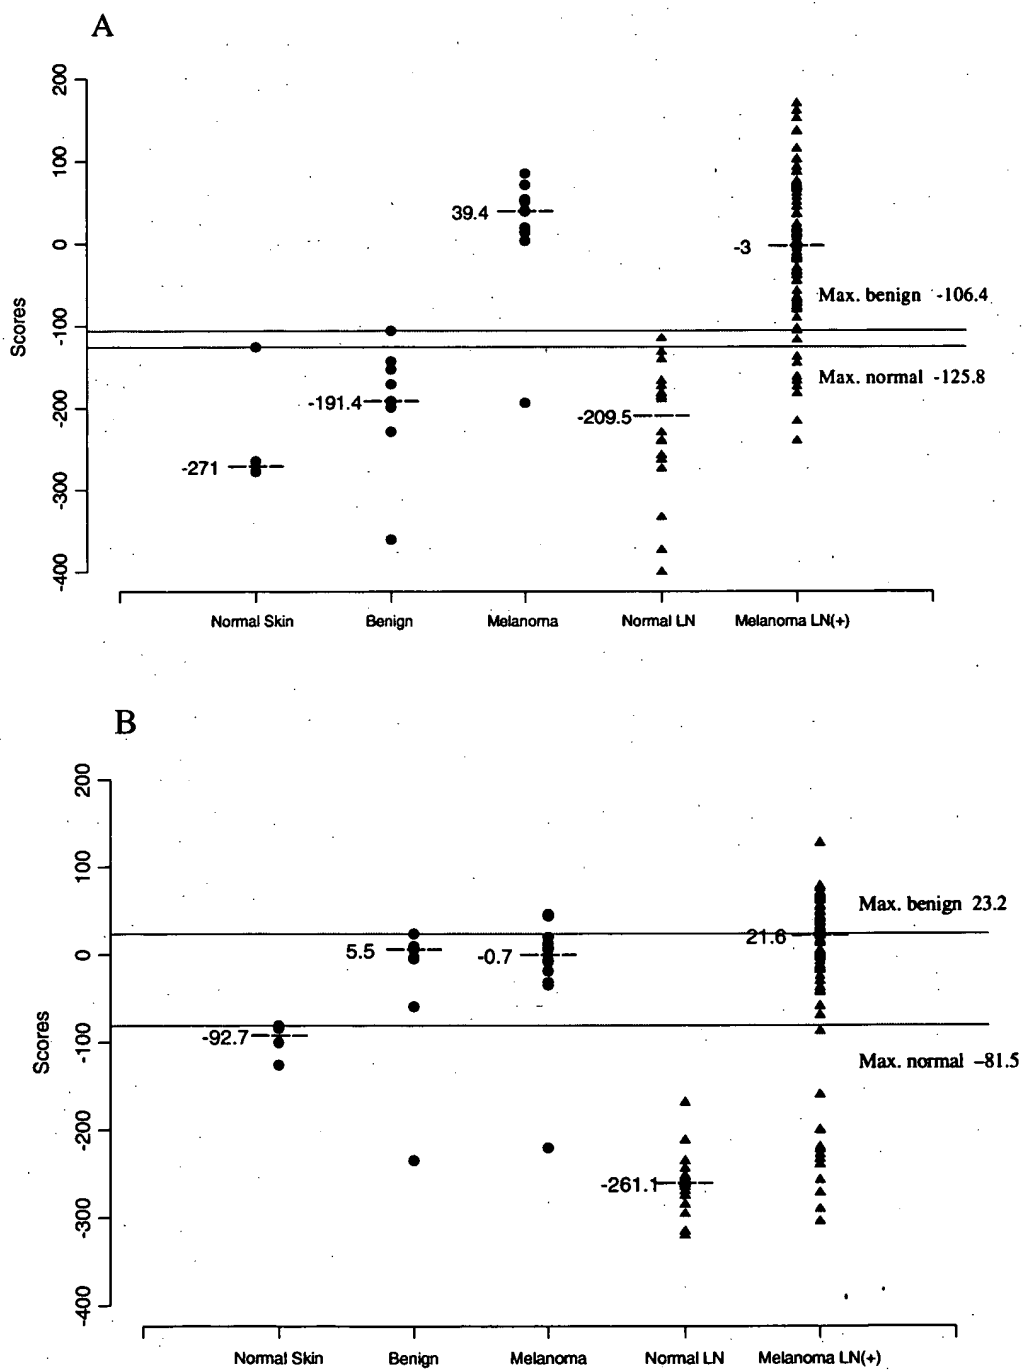 A
200
100
0
-100
-200
-300
-400
Scores
39.4
-3
Max. benign -106.4
Max. normal -125.8
-191.4
-209.5
-271
Normal Skin Benign Melanoma Normal LN Melanoma LN(+)
B
200
100
0
-100
-200
-300
-400
Scores
Max. benign 23.2
5.5
-0.7
21.6
-92.7
Max. normal –81.5
-261.1
Normal Skin Benign Melanoma Normal LN Melanoma LN(+)